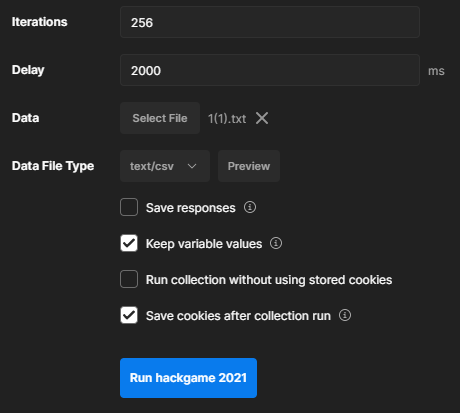 Iterations 256
Delay 2000 ms
Data Select File 1(1).txt
Data File Type text/csv Preview
Save responses
Keep variable values
Run collection without using stored cookies
Save cookies after collection run
Run hackgame 2021